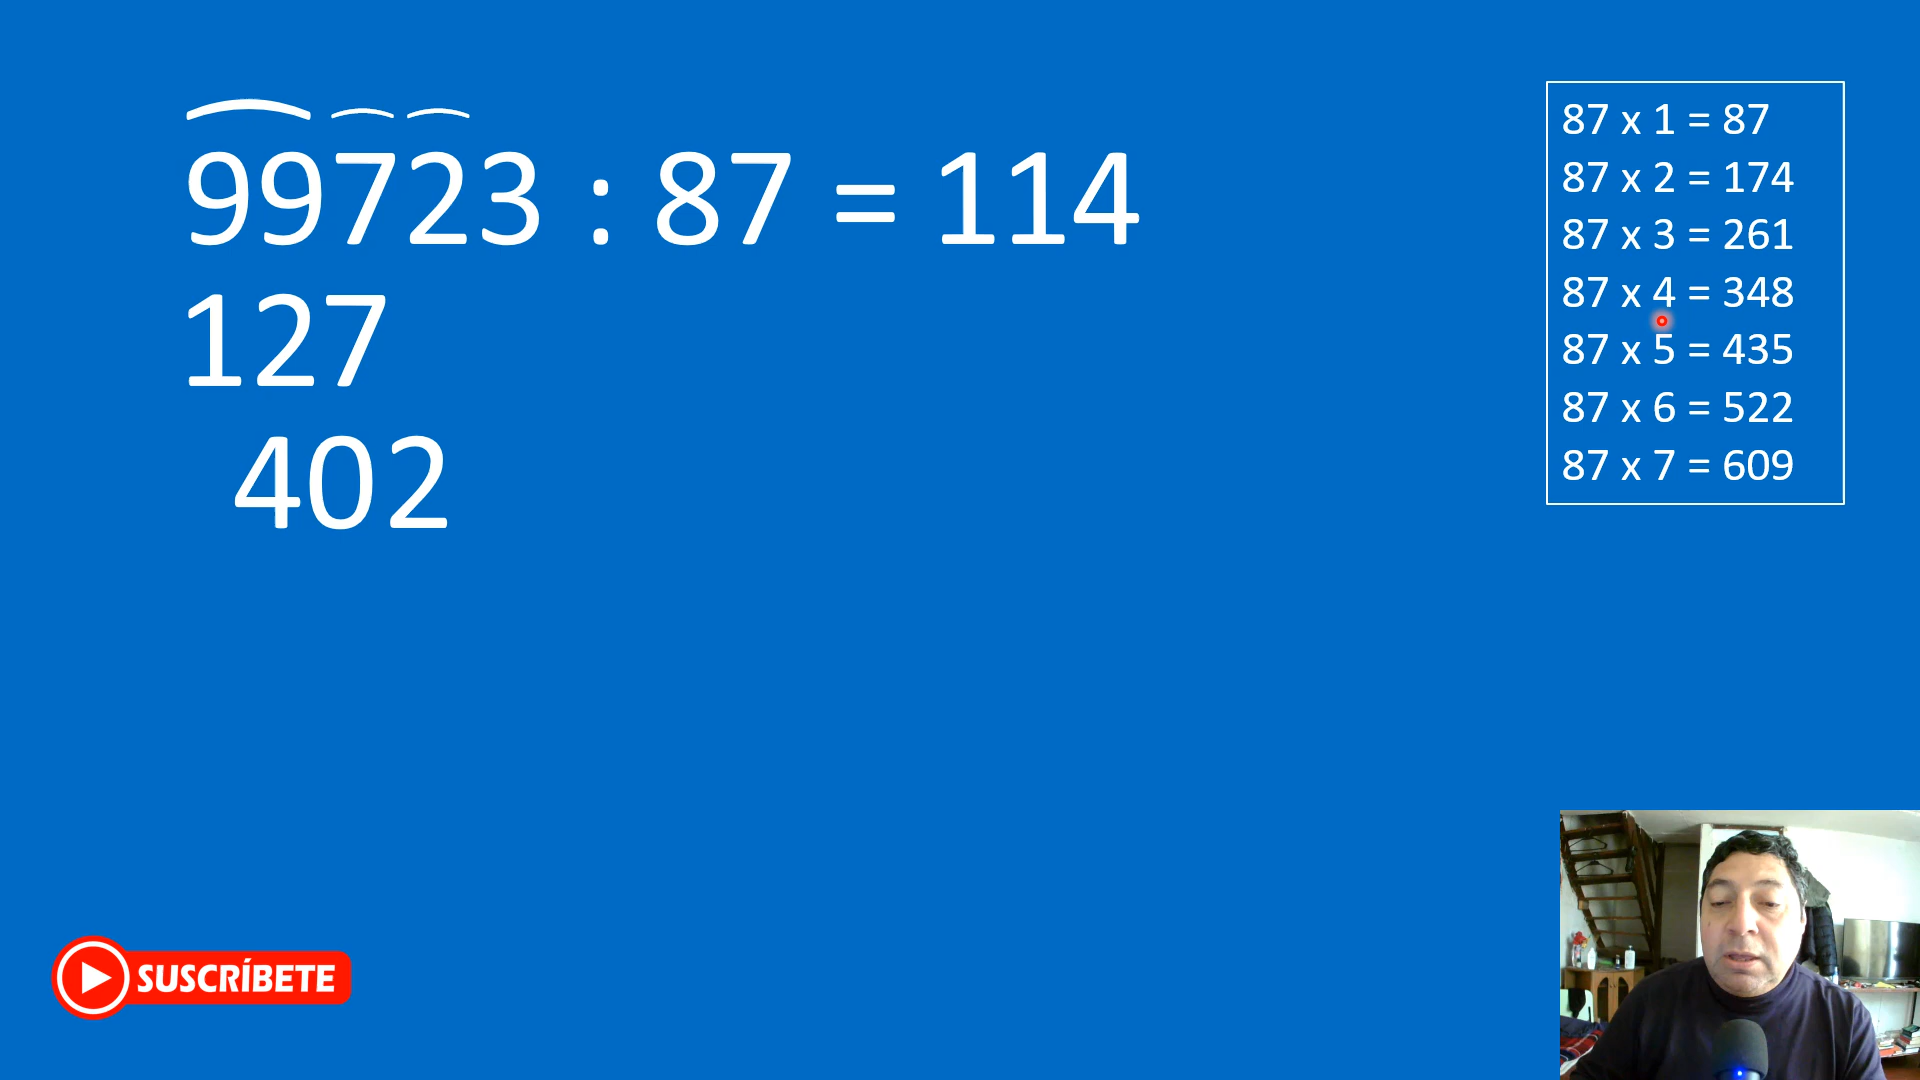 99723 : 87 = 114
127
402
87 x 1 = 87
87 x 2 = 174
87 x 3 = 261
87 x 4 = 348
87 x 5 = 435
87 x 6 = 522
87 x 7 = 609
SUSCRÍBETE